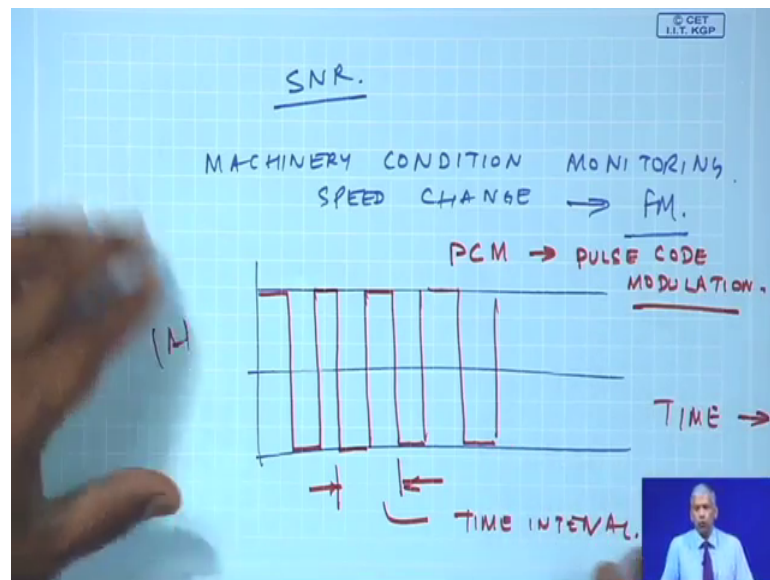 © CET
I.I.T. KGP
SNR.
MACHINERY CONDITION MONITORING.
SPEED CHANGE → FM.
PCM → PULSE CODE
MODULATION.
TIME →
TIME INTERVAL.